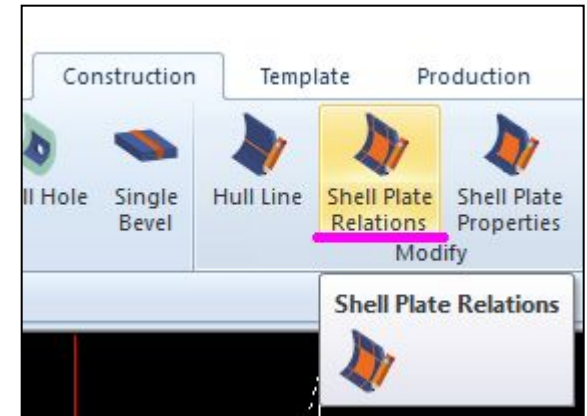 Construction Template Production
ll Hole Single Bevel Hull Line Shell Plate Relations Shell Plate Properties
Modify
Shell Plate Relations